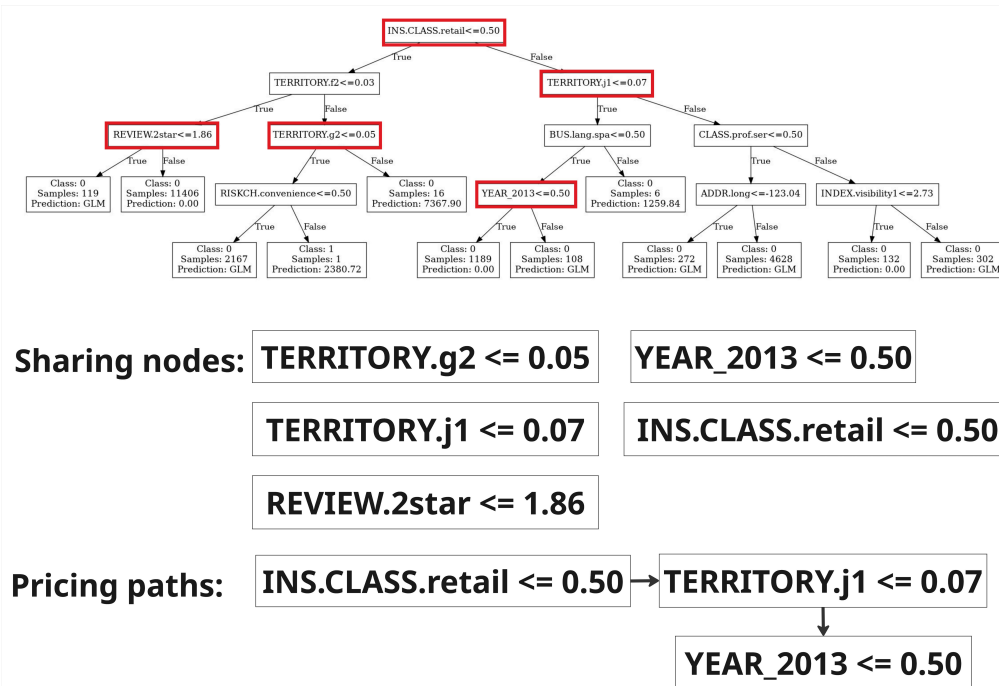 INS.CLASS.retail<=0.50
True
False
TERRITORY.f2<=0.03
TERRITORY.j1<=0.07
True
False
True
False
REVIEW.2star<=1.86
TERRITORY.g2<=0.05
BUS.lang.spa<=0.50
CLASS.prof.ser<=0.50
True
False
True
False
True
False
True
False
Class: 0
Samples: 119
Prediction: GLM
Class: 0
Samples: 11406
Prediction: 0.00
RISKCH.convenience<=0.50
Class: 0
Samples: 16
Prediction: 7367.90
YEAR_2013<=0.50
Class: 0
Samples: 6
Prediction: 1259.84
ADDR.long<=-123.04
INDEX.visibility1<=2.73
True
False
True
False
True
False
True
False
Class: 0
Samples: 2167
Prediction: GLM
Class: 1
Samples: 1
Prediction: 2380.72
Class: 0
Samples: 1189
Prediction: 0.00
Class: 0
Samples: 108
Prediction: GLM
Class: 0
Samples: 272
Prediction: GLM
Class: 0
Samples: 4628
Prediction: GLM
Class: 0
Samples: 132
Prediction: 0.00
Class: 0
Samples: 302
Prediction: GLM
Sharing nodes:
TERRITORY.g2 <= 0.05
YEAR_2013 <= 0.50
TERRITORY.j1 <= 0.07
INS.CLASS.retail <= 0.50
REVIEW.2star <= 1.86
Pricing paths:
INS.CLASS.retail <= 0.50
TERRITORY.j1 <= 0.07
YEAR_2013 <= 0.50